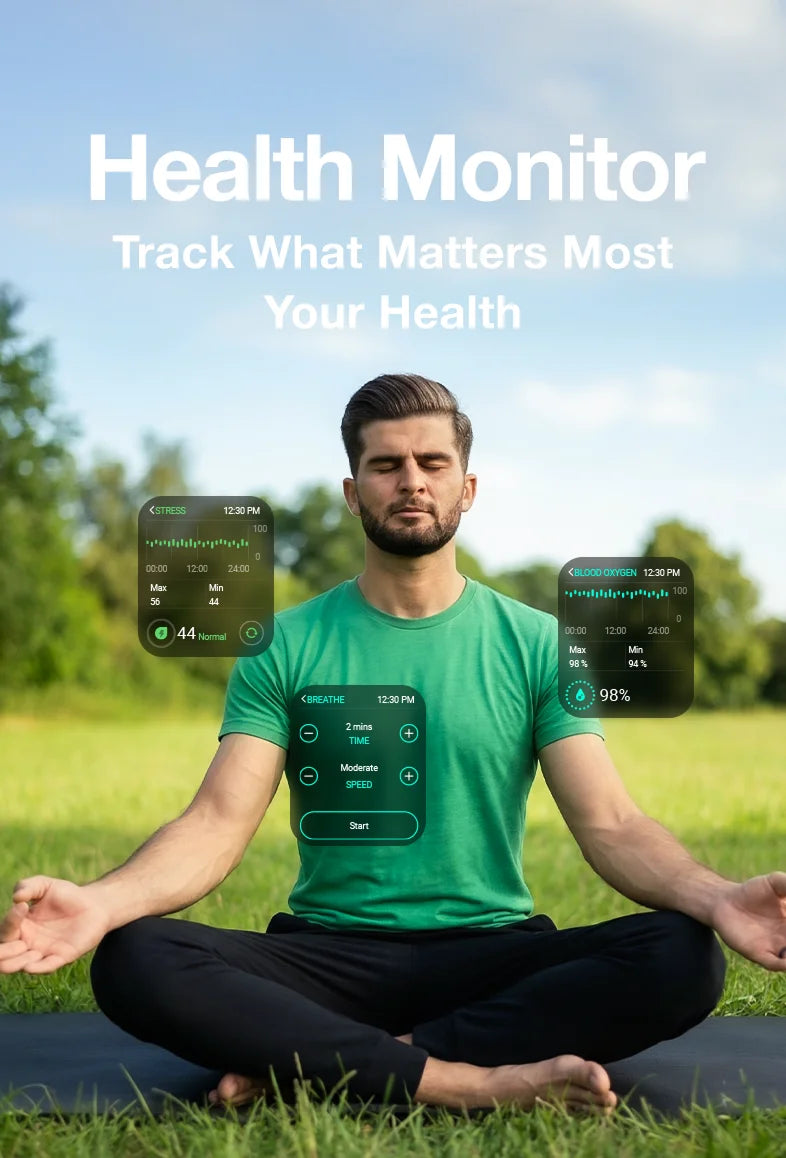 Health Monitor
Track What Matters Most
Your Health
STRESS 12:30 PM
100
0
00:00 12:00 24:00
Max Min
56 44
44 Normal
BLOOD OXYGEN 12:30 PM
100
0
00:00 12:00 24:00
Max Min
98 % 94 %
98%
BREATHE 12:30 PM
2 mins
TIME
Moderate
SPEED
Start